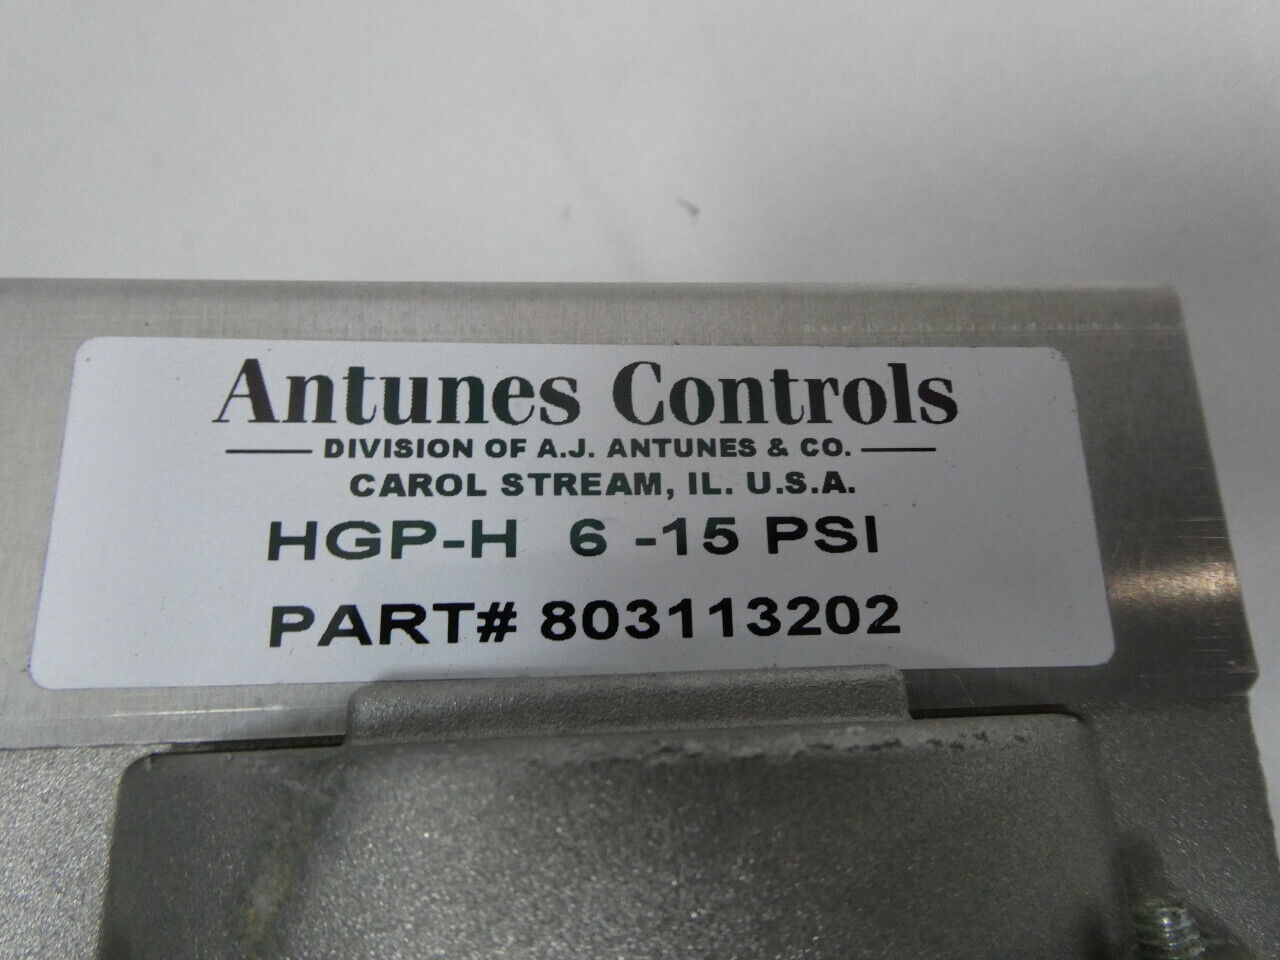 Antunes Controls
DIVISION OF A.J. ANTUNES & CO.
CAROL STREAM, IL. U.S.A.
HGP-H 6 -15 PSI
PART# 803113202